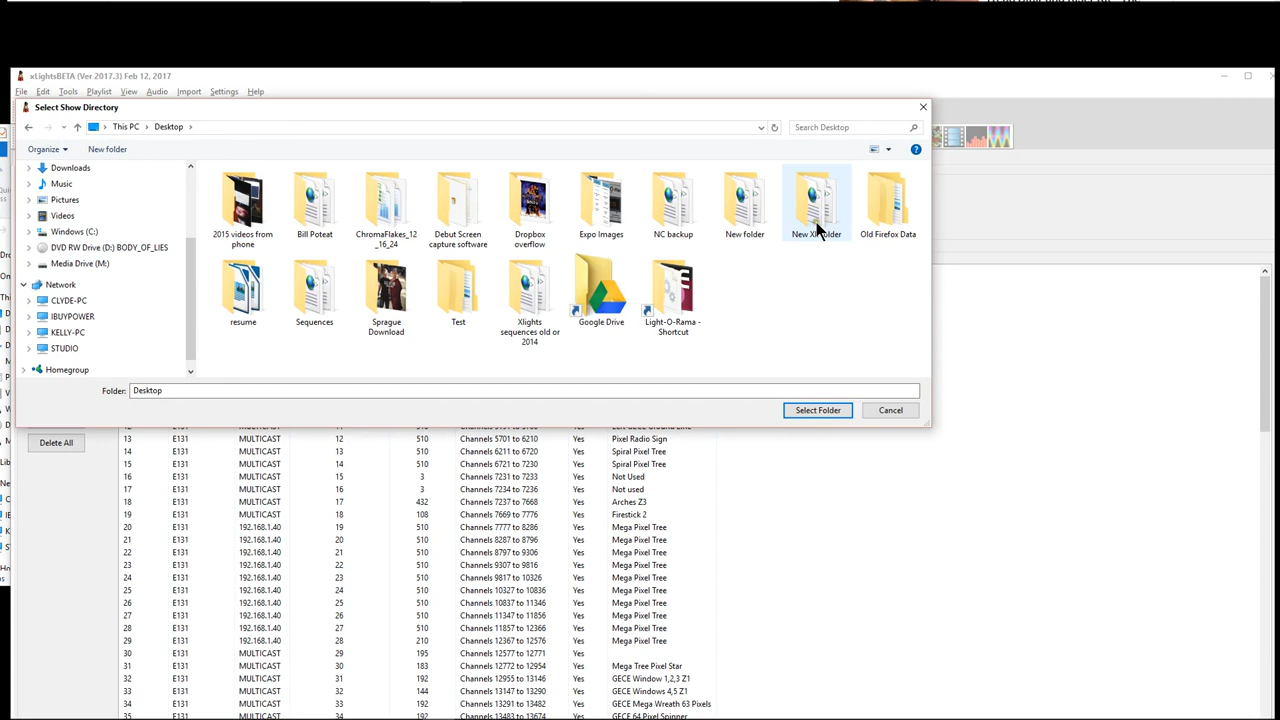 xLightsBETA (Ver 2017.3) Feb 12, 2017
File Edit Tools Playlist View Audio Import Settings Help
Select Show Directory
This PC > Desktop >
Search Desktop
Organize New folder
Downloads
Music
Pictures
Videos
Windows (C:)
DVD RW Drive (D:) BODY_OF_LIES
Media Drive (M:)
Network
CLYDE-PC
IBUYPOWER
KELLY-PC
STUDIO
Homegroup
2015 videos from phone
Bill Poteat
ChromaFlakes_12_16_24
Debut Screen capture software
Dropbox overflow
Expo Images
NC backup
New folder
Old Firefox Data
resume
Sequences
Sprague Download
Test
Xlights sequences old or 2014
Google Drive
Light-O-Rama - Shortcut
Folder: Desktop
Select Folder Cancel
Delete All
13 E131 MULTICAST 12 510 Channels 5701 to 6210 Yes Pixel Radio Sign
14 E131 MULTICAST 13 510 Channels 6211 to 6720 Yes Spiral Pixel Tree
15 E131 MULTICAST 14 510 Channels 6721 to 7230 Yes Spiral Pixel Tree
16 E131 MULTICAST 15 3 Channels 7231 to 7233 Yes Not Used
17 E131 MULTICAST 16 3 Channels 7234 to 7236 Yes Not used
18 E131 MULTICAST 17 432 Channels 7237 to 7668 Yes Arches Z3
19 E131 MULTICAST 18 108 Channels 7669 to 7776 Yes Firestick 2
20 E131 192.168.1.40 19 510 Channels 7777 to 8286 Yes Mega Pixel Tree
21 E131 192.168.1.40 20 510 Channels 8287 to 8796 Yes Mega Pixel Tree
22 E131 192.168.1.40 21 510 Channels 8797 to 9306 Yes Mega Pixel Tree
23 E131 192.168.1.40 22 510 Channels 9307 to 9816 Yes Mega Pixel Tree
24 E131 192.168.1.40 23 510 Channels 9817 to 10326 Yes Mega Pixel Tree
25 E131 192.168.1.40 24 510 Channels 10327 to 10836 Yes Mega Pixel Tree
26 E131 192.168.1.40 25 510 Channels 10837 to 11346 Yes Mega Pixel Tree
27 E131 192.168.1.40 26 510 Channels 11347 to 11856 Yes Mega Pixel Tree
28 E131 192.168.1.40 27 510 Channels 11857 to 12366 Yes Mega Pixel Tree
29 E131 192.168.1.40 28 210 Channels 12367 to 12576 Yes Mega Pixel Tree
30 E131 MULTICAST 29 195 Channels 12577 to 12771 Yes
31 E131 MULTICAST 30 183 Channels 12772 to 12954 Yes Mega Tree Pixel Star
32 E131 MULTICAST 31 192 Channels 12955 to 13146 Yes GECE Windows 1,2,3 Z1
33 E131 MULTICAST 32 144 Channels 13147 to 13290 Yes GECE Windows 4,5 Z1
34 E131 MULTICAST 33 192 Channels 13291 to 13482 Yes GECE Mega Wreath 63 Pixels
35 E131 MULTICAST 34 192 Channels 13483 to 13674 Yes GECE 64 Pixel Spinner